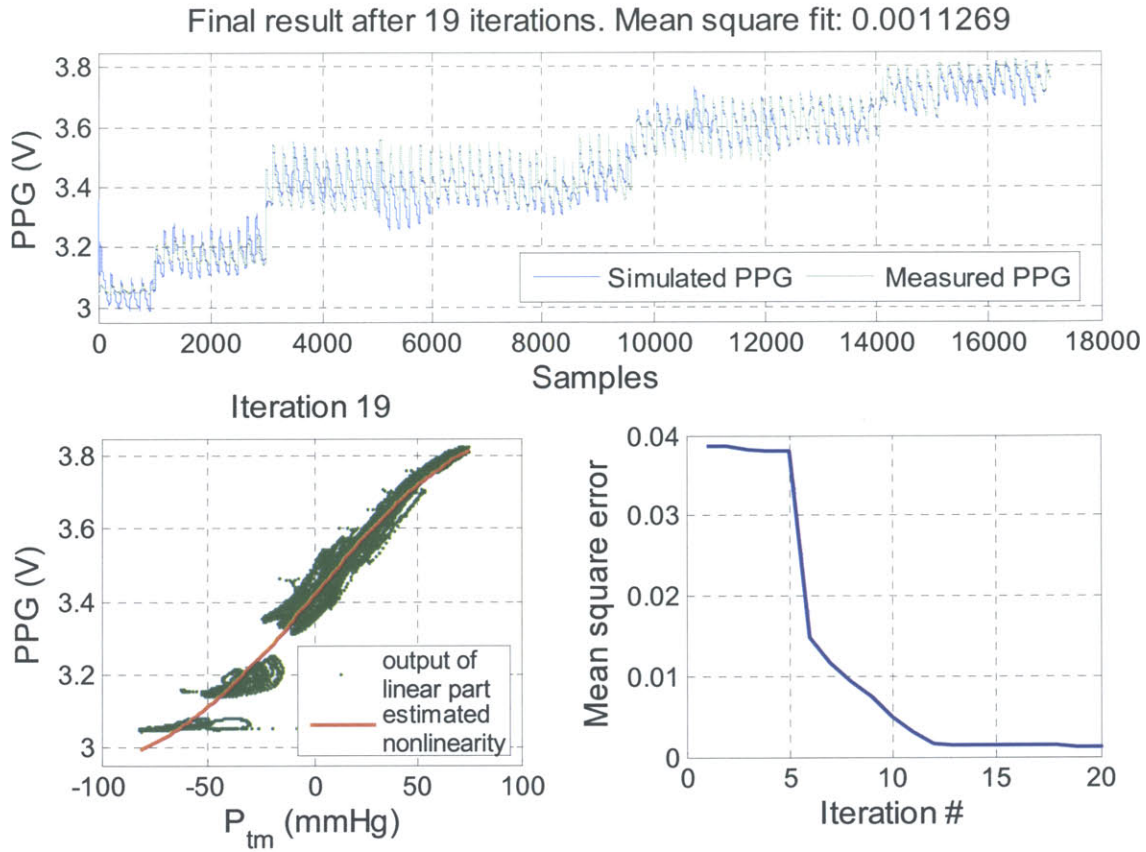 Final result after 19 iterations. Mean square fit: 0.0011269
3.8
3.6
3.4
3.2
3
PPG (V)
Simulated PPG
Measured PPG
0 2000 4000 6000 8000 10000 12000 14000 16000 18000
Samples
Iteration 19
3.8
3.6
3.4
3.2
3
PPG (V)
output of
linear part
estimated
nonlinearity
-100 -50 0 50 100
Ptm (mmHg)
0.04
0.03
0.02
0.01
0
Mean square error
0 5 10 15 20
Iteration #